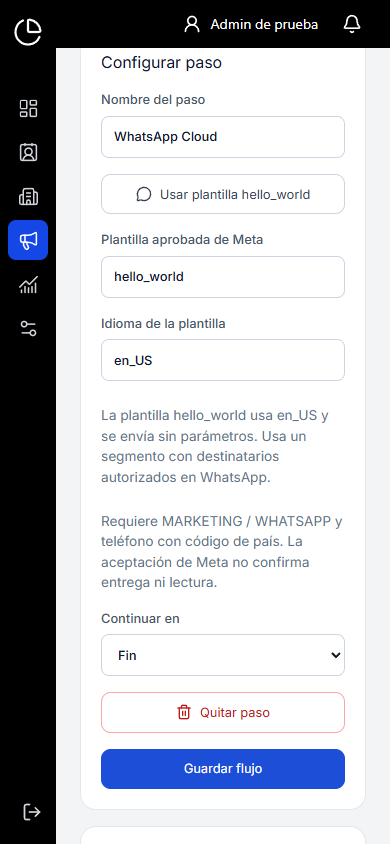 Admin de prueba
Configurar paso
Nombre del paso
WhatsApp Cloud
Usar plantilla hello_world
Plantilla aprobada de Meta
hello_world
Idioma de la plantilla
en_US
La plantilla hello_world usa en_US y
se envía sin parámetros. Usa un
segmento con destinatarios
autorizados en WhatsApp.
Requiere MARKETING / WHATSAPP y
teléfono con código de país. La
aceptación de Meta no confirma
entrega ni lectura.
Continuar en
Fin
Quitar paso
Guardar flujo